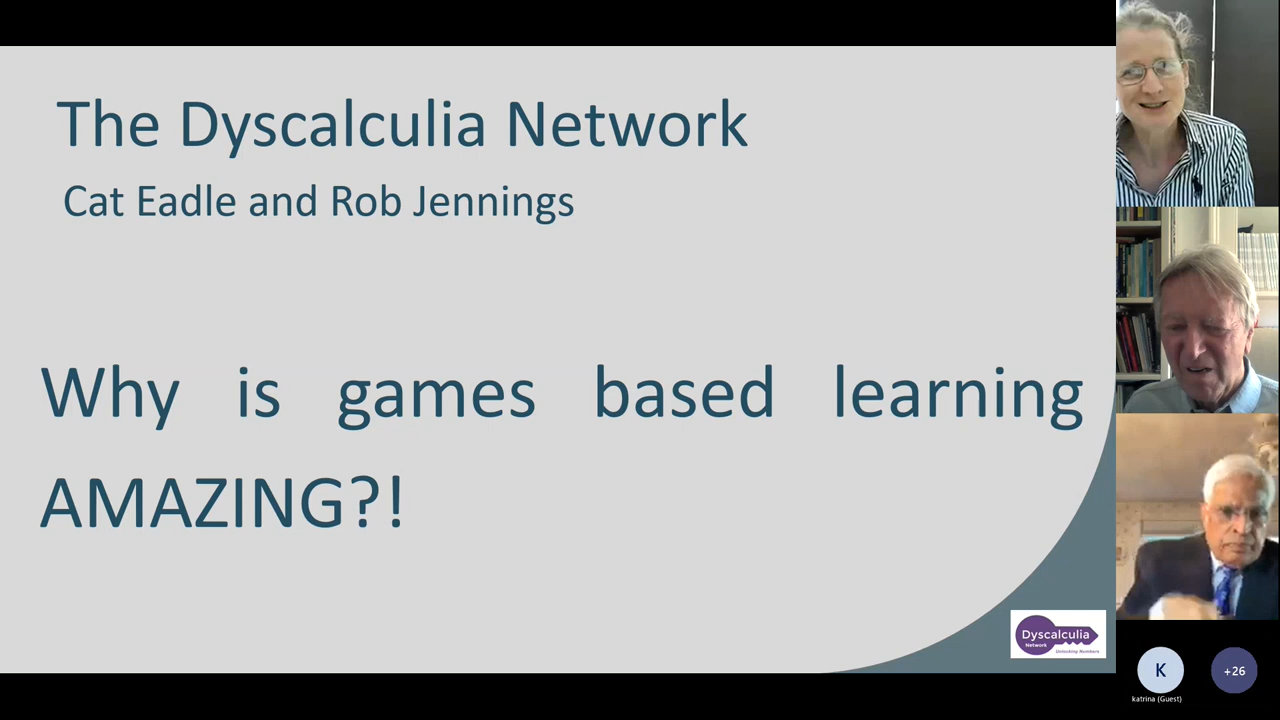 The Dyscalculia Network
Cat Eadle and Rob Jennings
Why is games based learning
AMAZING?!
Dyscalculia
Network
Unlocking Numbers
K
+26
katrina (Guest)